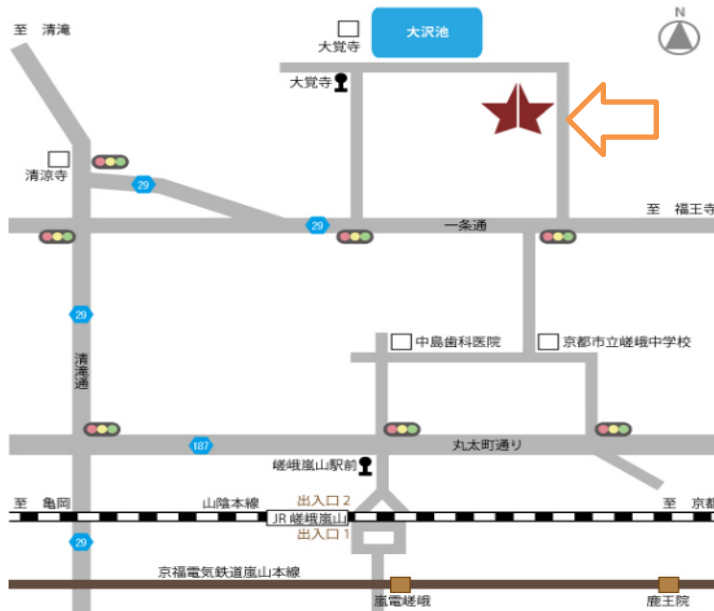 至 清滝
大覚寺
大沢池
N
大覚寺
清涼寺
29
29
一条通
至 福王寺
29
清滝通
中島歯科医院
京都市立嵯峨中学校
187
丸太町通り
嵯峨嵐山駅前
至 亀岡
山陰本線
出入口 2
至 京都
JR 嵯峨嵐山
出入口 1
29
京福電気鉄道嵐山本線
嵐電嵯峨
鹿王院